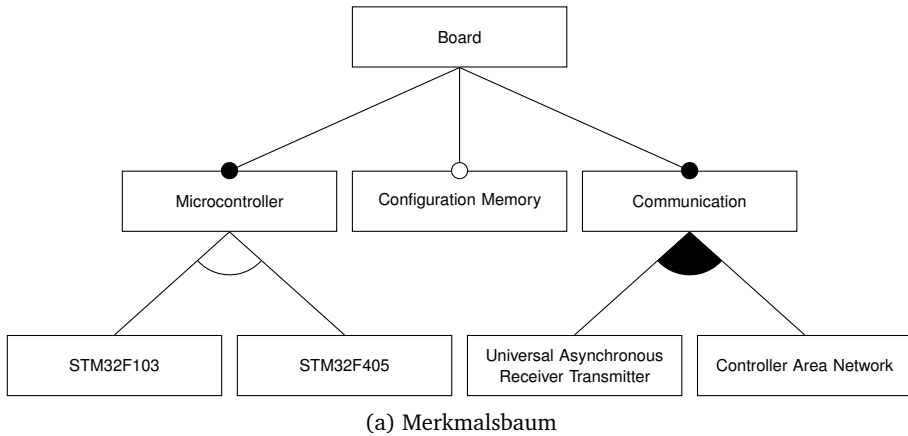 Board
Microcontroller
Configuration Memory
Communication
STM32F103
STM32F405
Universal Asynchronous
Receiver Transmitter
Controller Area Network
(a) Merkmalsbaum